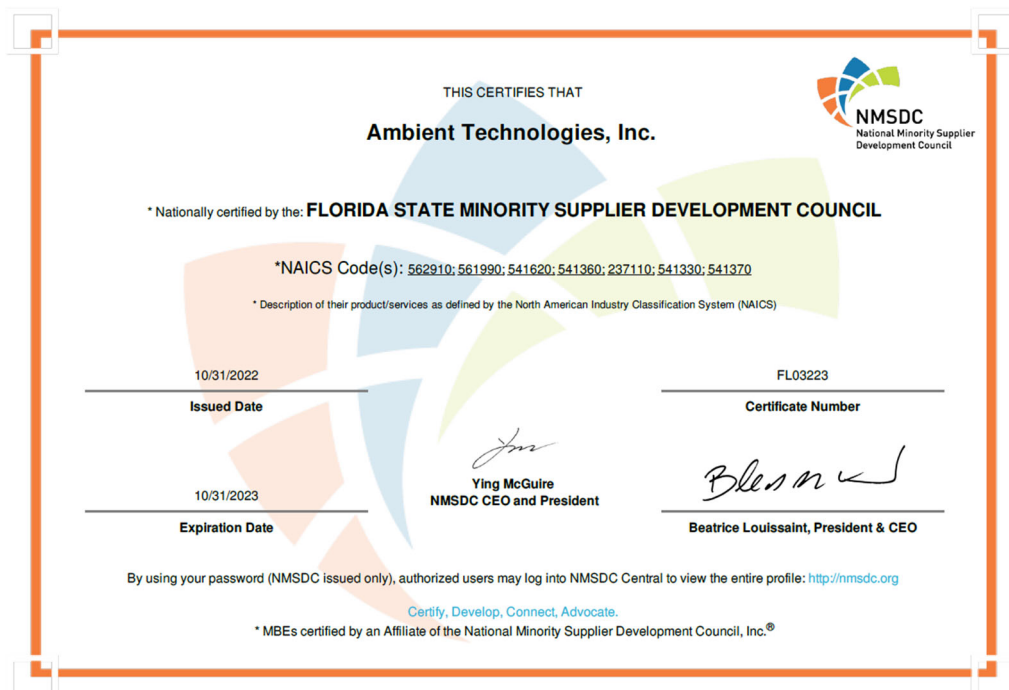 THIS CERTIFIES THAT
NMSDC
National Minority Supplier
Development Council
Ambient Technologies, Inc.
* Nationally certified by the: FLORIDA STATE MINORITY SUPPLIER DEVELOPMENT COUNCIL
*NAICS Code(s): 562910; 561990; 541620; 541360; 237110; 541330; 541370
* Description of their product/services as defined by the North American Industry Classification System (NAICS)
10/31/2022
Issued Date
FL03223
Certificate Number
Ying McGuire
NMSDC CEO and President
10/31/2023
Expiration Date
Beatrice Louissaint, President & CEO
By using your password (NMSDC issued only), authorized users may log into NMSDC Central to view the entire profile: http://nmsdc.org
Certify, Develop, Connect, Advocate.
* MBEs certified by an Affiliate of the National Minority Supplier Development Council, Inc.®